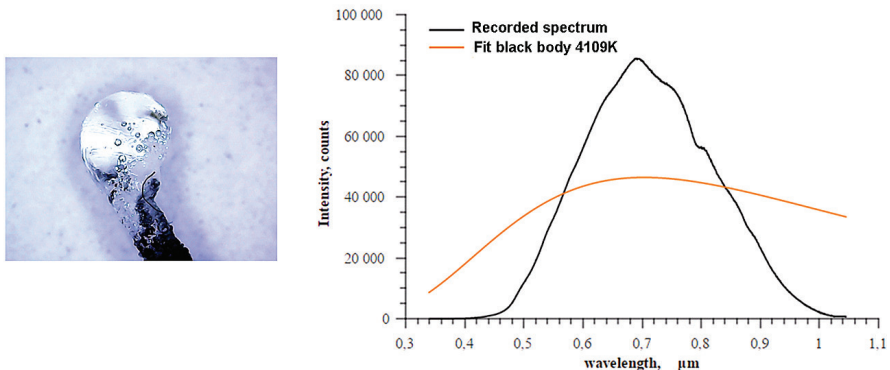 100 000
80 000
60 000
40 000
20 000
0
Intensity, counts
Recorded spectrum
Fit black body 4109K
0,3 0,4 0,5 0,6 0,7 0,8 0,9 1 1,1
wavelength, µm